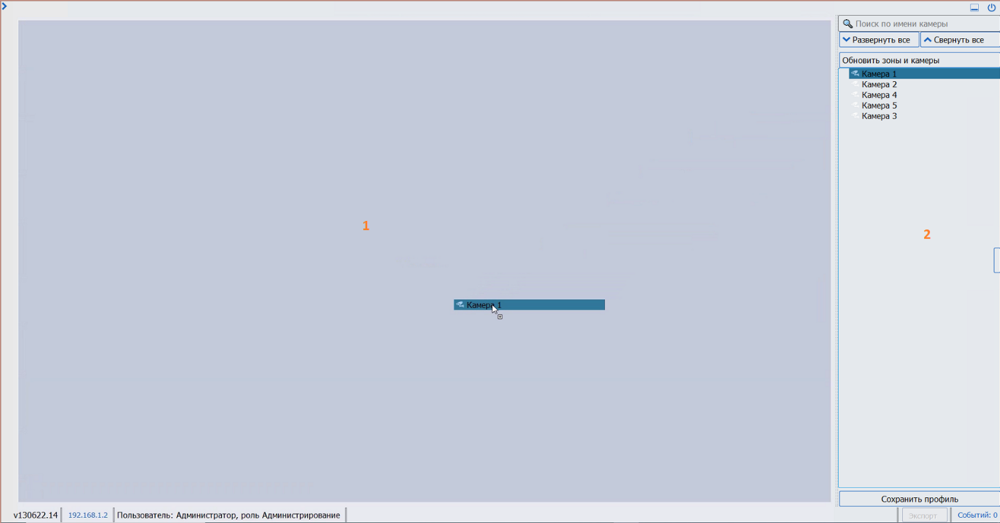 Поиск по имени камеры
Развернуть все
Свернуть все
Обновить зоны и камеры
Камера 1
Камера 2
Камера 4
Камера 5
Камера 3
1
2
Камера 1
Сохранить профиль
v130622.14
192.168.1.2
Пользователь: Администратор, роль Администрирование
Экспорт
Событий: 0